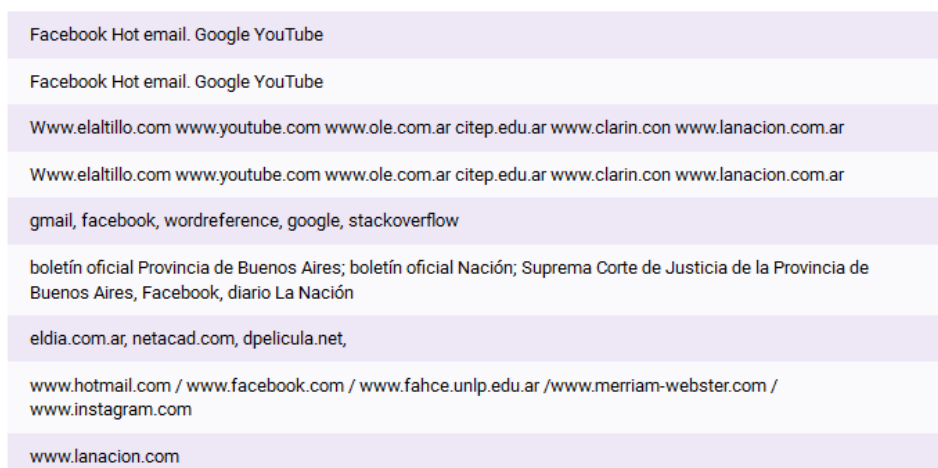 Facebook Hot email. Google YouTube
Facebook Hot email. Google YouTube
Www.elaltillo.com www.youtube.com www.ole.com.ar citep.edu.ar www.clarin.con www.lanacion.com.ar
Www.elaltillo.com www.youtube.com www.ole.com.ar citep.edu.ar www.clarin.con www.lanacion.com.ar
gmail, facebook, wordreference, google, stackoverflow
boletín oficial Provincia de Buenos Aires; boletín oficial Nación; Suprema Corte de Justicia de la Provincia de
Buenos Aires, Facebook, diario La Nación
eldia.com.ar, netacad.com, dpelicula.net,
www.hotmail.com / www.facebook.com / www.fahce.unlp.edu.ar /www.merriam-webster.com /
www.instagram.com
www.lanacion.com